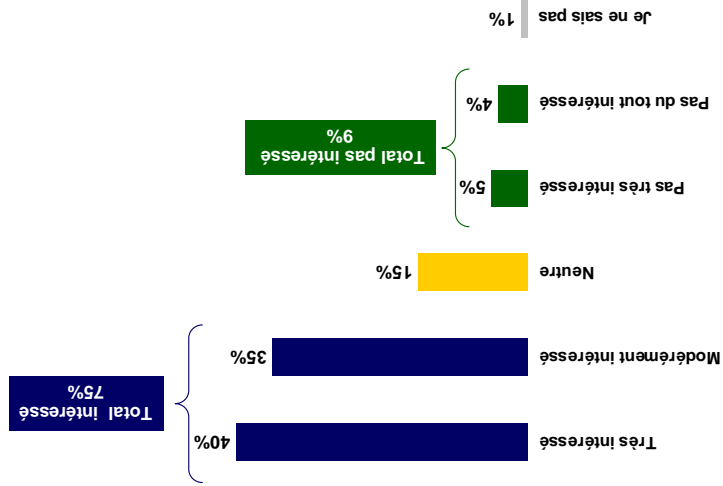 Très intéressé
40%
Total intéressé
75%
Modérément intéressé
35%
Neutre
15%
Pas très intéressé
5%
Total pas intéressé
9%
Pas du tout intéressé
4%
Je ne sais pas
1%